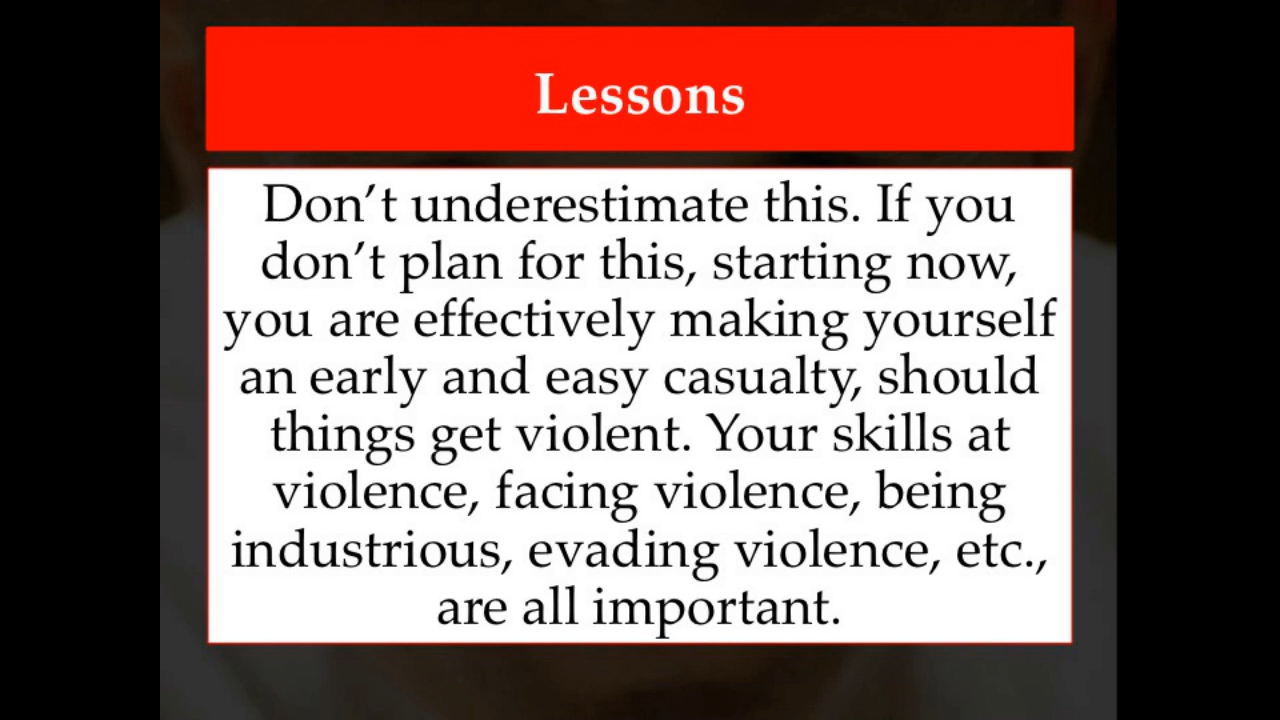 Lessons
Don’t underestimate this. If you
don’t plan for this, starting now,
you are effectively making yourself
an early and easy casualty, should
things get violent. Your skills at
violence, facing violence, being
industrious, evading violence, etc.,
are all important.